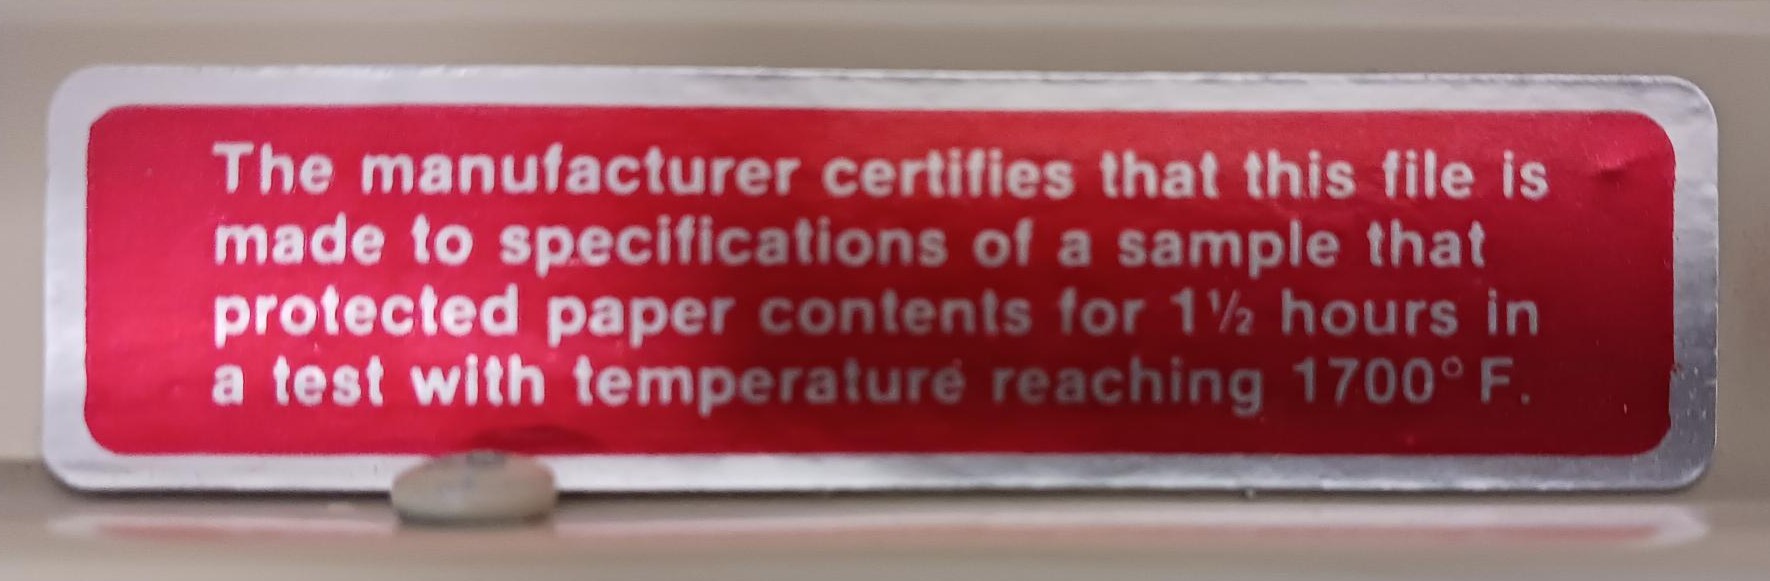 The manufacturer certifies that this file is
made to specifications of a sample that
protected paper contents for 1½ hours in
a test with temperature reaching 1700° F.